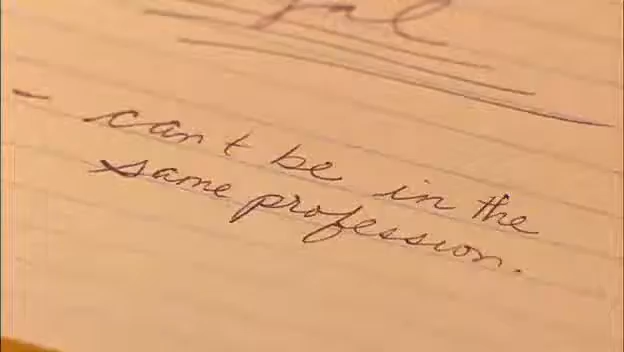 - can't be in the
same profession.